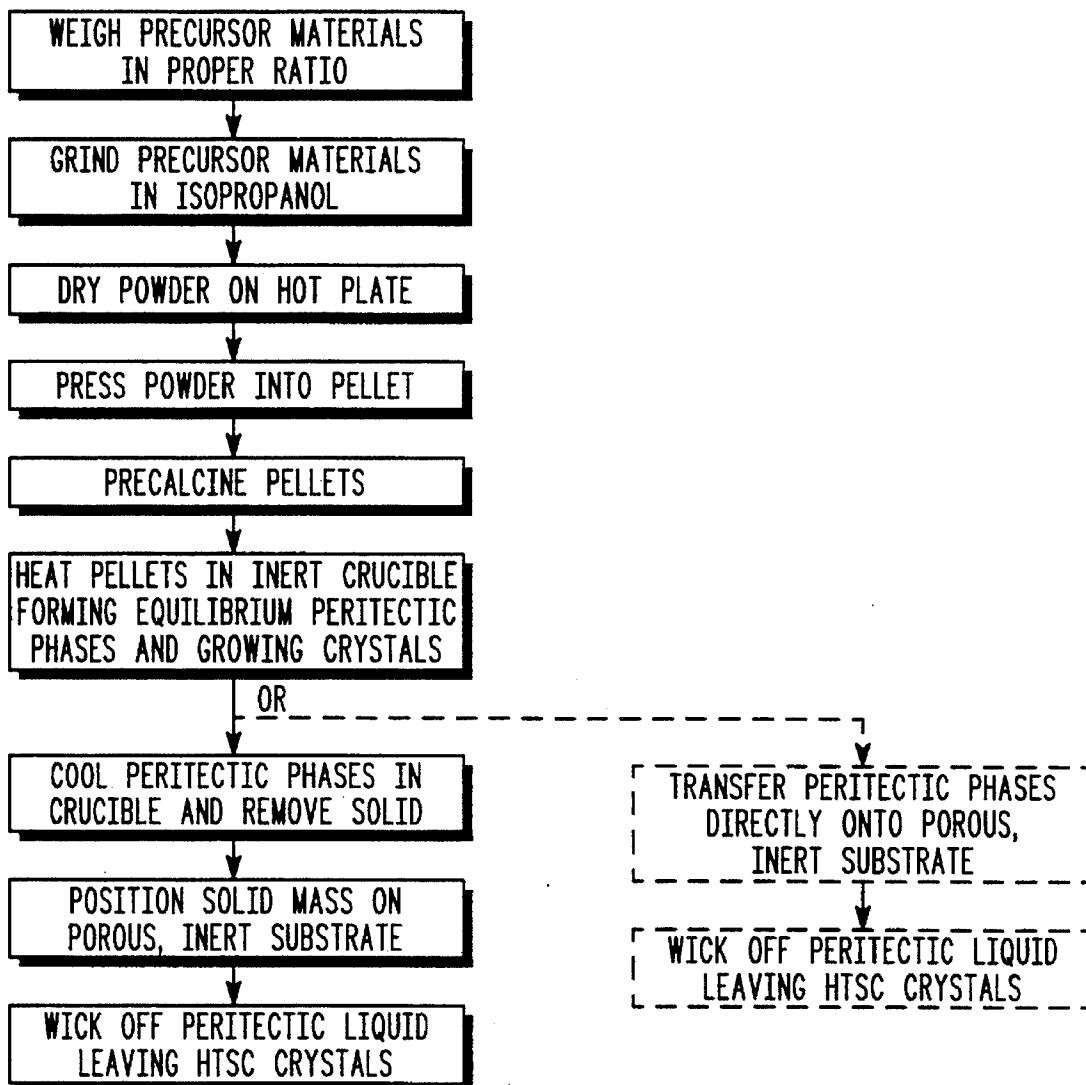 WEIGH PRECURSOR MATERIALS
IN PROPER RATIO
GRIND PRECURSOR MATERIALS
IN ISOPROPANOL
DRY POWDER ON HOT PLATE
PRESS POWDER INTO PELLET
PRECALCINE PELLETS
HEAT PELLETS IN INERT CRUCIBLE
FORMING EQUILIBRIUM PERITECTIC
PHASES AND GROWING CRYSTALS
OR
COOL PERITECTIC PHASES IN
CRUCIBLE AND REMOVE SOLID
POSITION SOLID MASS ON
POROUS, INERT SUBSTRATE
WICK OFF PERITECTIC LIQUID
LEAVING HTSC CRYSTALS
TRANSFER PERITECTIC PHASES
DIRECTLY ONTO POROUS,
INERT SUBSTRATE
WICK OFF PERITECTIC LIQUID
LEAVING HTSC CRYSTALS